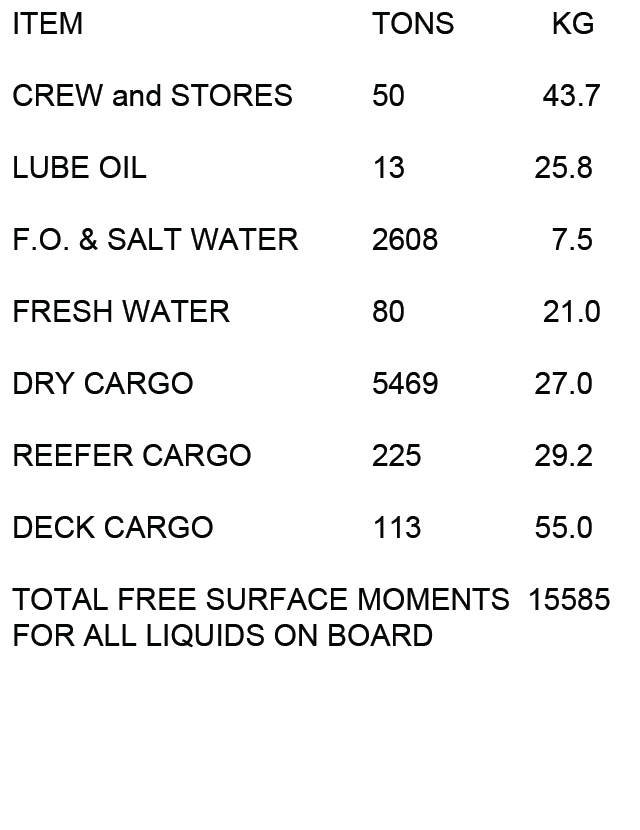 ITEM TONS KG
CREW and STORES 50 43.7
LUBE OIL 13 25.8
F.O. & SALT WATER 2608 7.5
FRESH WATER 80 21.0
DRY CARGO 5469 27.0
REEFER CARGO 225 29.2
DECK CARGO 113 55.0
TOTAL FREE SURFACE MOMENTS 15585
FOR ALL LIQUIDS ON BOARD